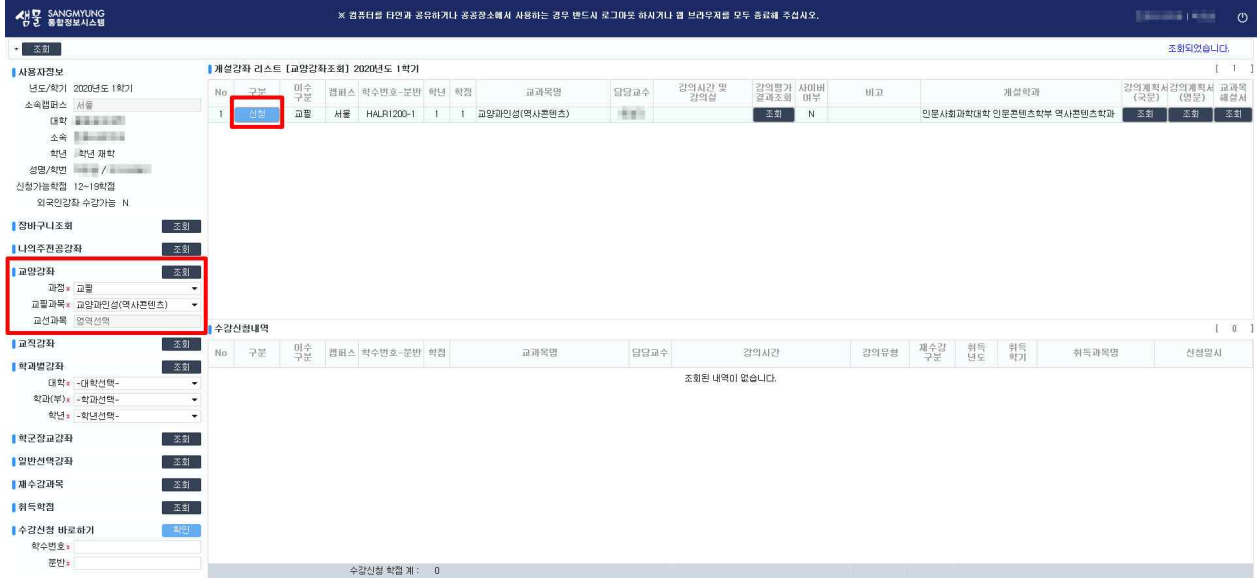 샘물 SANGMYUNG 통합정보시스템
※ 컴퓨터를 타인과 공유하거나 공공장소에서 사용하는 경우 반드시 로그아웃 하시기나 웹 브라우저를 모두 종료해 주십시오.
조회
조회되었습니다.
사용자정보
년도/학기 2020년도 1학기
소속캠퍼스 서울
대학
소속
학년 학년 재학
성명/학번 /
신청가능학점 12~19학점
외국인강좌 수강가능 N
장바구니조회 조회
나의주전공강좌 조회
교양강좌 조회
과정* 교필
교필과목* 교양과인성(역사콘텐츠)
교선과목 영역선택
교직강좌 조회
학과별강좌 조회
대학* -대학선택-
학과(부)* -학과선택-
학년* -학년선택-
학군장교강좌 조회
일반선택강좌 조회
재수강과목 조회
취득학점 조회
수강신청 바로하기 확인
학수번호*
분반*
개설강좌 리스트 [교양강좌조회] 2020년도 1학기 [ 1 ]
No 구분 이수구분 캠퍼스 학수번호-분반 학년 학점 교과목명 담당교수 강의시간 및 강의실 강의평가 결과조회 사이버 여부 비고 개설학과 강의계획서(국문) 강의계획서(영문) 교과목 해설서
1 신청 교필 서울 HALR1200-1 1 1 교양과인성(역사콘텐츠) 조회 N 인문사회과학대학 인문콘텐츠학부 역사콘텐츠학과 조회 조회 조회
수강신청내역 [ 0 ]
No 구분 이수구분 캠퍼스 학수번호-분반 학점 교과목명 담당교수 강의시간 강의유형 재수강구분 취득년도 취득학기 취득과목명 신청일시
조회된 내역이 없습니다.
수강신청 학점 계 : 0